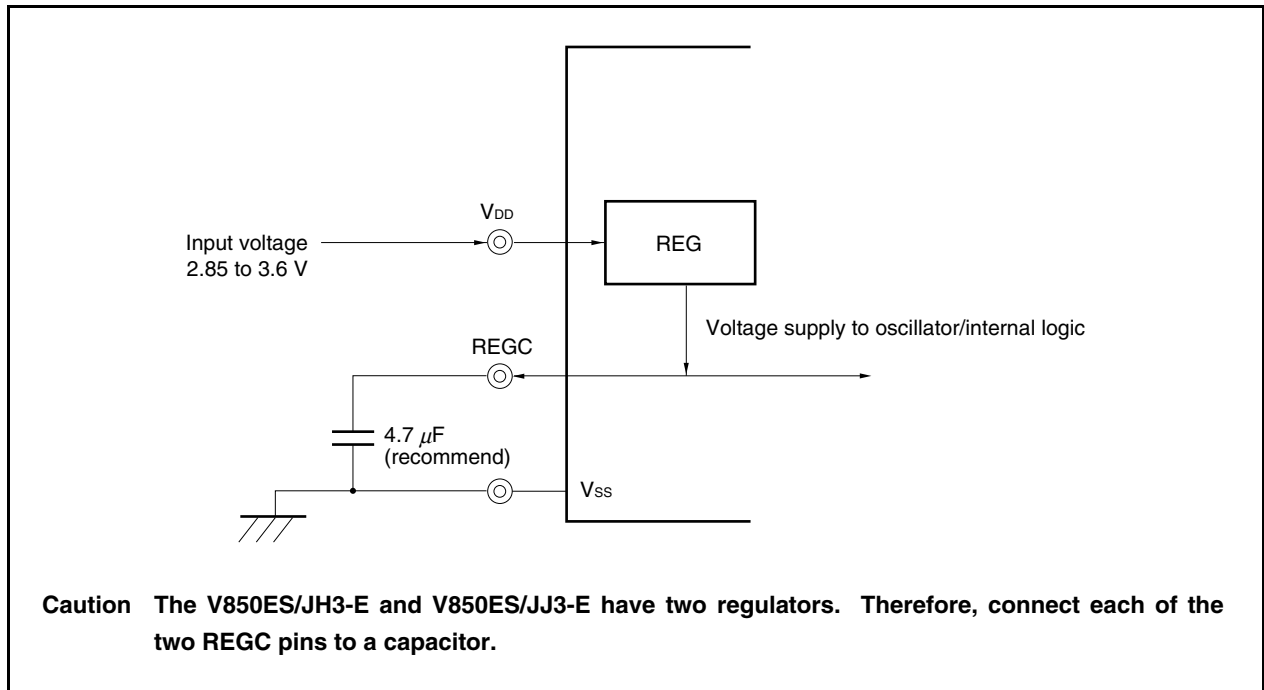 VDD
Input voltage
2.85 to 3.6 V
REG
Voltage supply to oscillator/internal logic
REGC
4.7 μF
(recommend)
VSS
Caution The V850ES/JH3-E and V850ES/JJ3-E have two regulators. Therefore, connect each of the
two REGC pins to a capacitor.